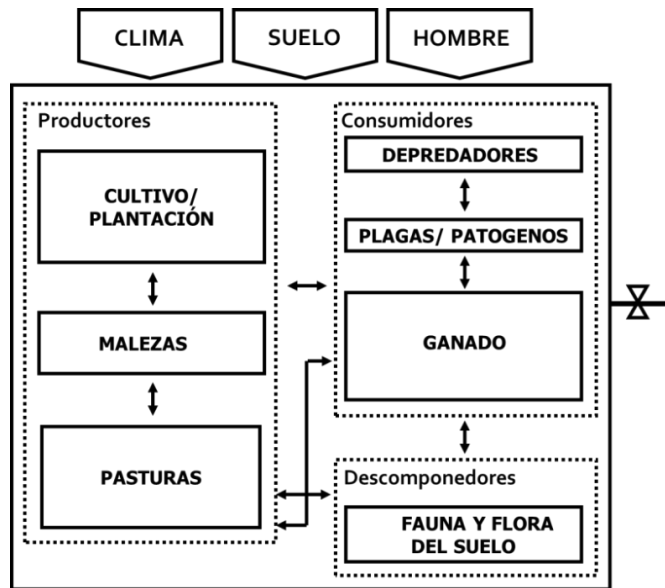 CLIMA
SUELO
HOMBRE
Productores
CULTIVO/
PLANTACIÓN
MALEZAS
PASTURAS
Consumidores
DEPREDADORES
PLAGAS/ PATOGENOS
GANADO
Descomponedores
FAUNA Y FLORA
DEL SUELO